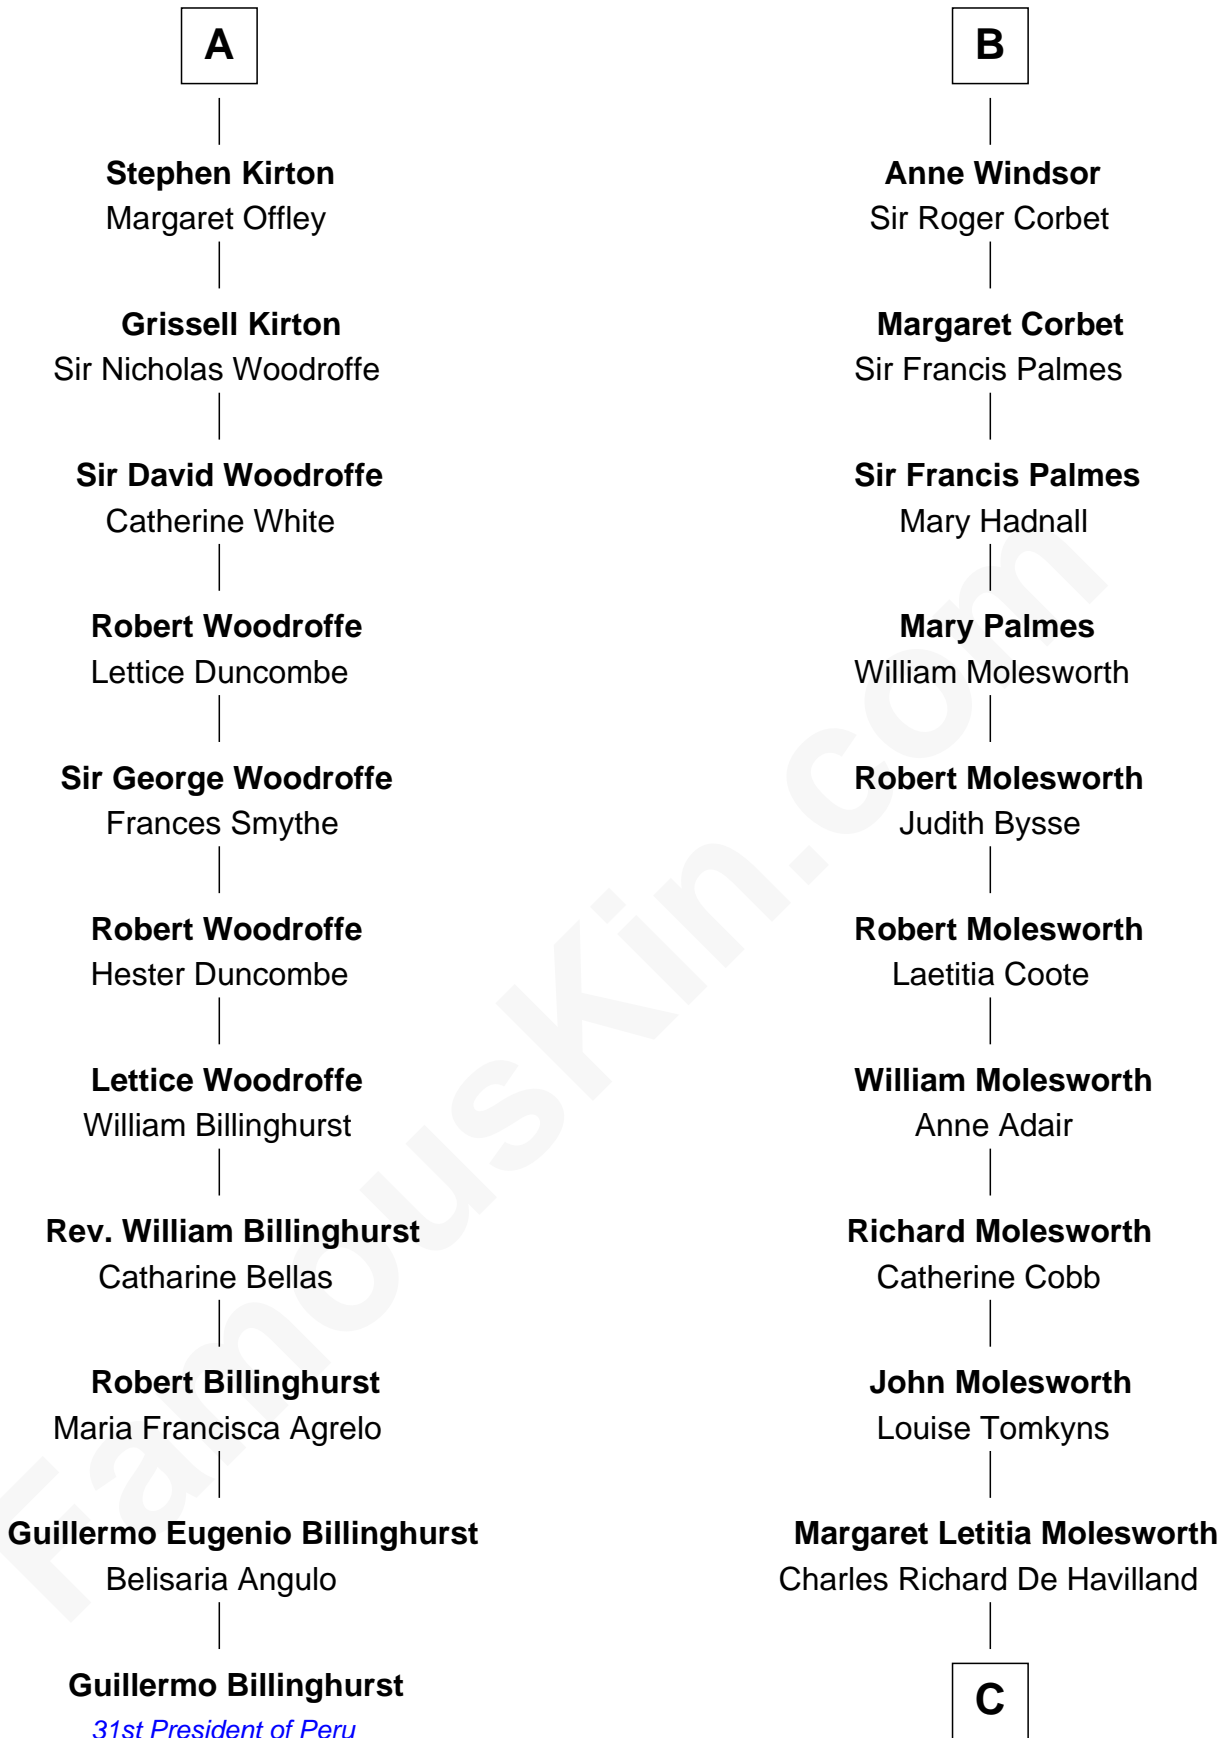 A
Stephen Kirton
Margaret Offley
Grissell Kirton
Sir Nicholas Woodroffe
Sir David Woodroffe
Catherine White
Robert Woodroffe
Lettice Duncombe
Sir George Woodroffe
Frances Smythe
Robert Woodroffe
Hester Duncombe
Lettice Woodroffe
William Billinghurst
Rev. William Billinghurst
Catharine Bellas
Robert Billinghurst
Maria Francisca Agrelo
Guillermo Eugenio Billinghurst
Belisaria Angulo
Guillermo Billinghurst
31st President of Peru
B
Anne Windsor
Sir Roger Corbet
Margaret Corbet
Sir Francis Palmes
Sir Francis Palmes
Mary Hadnall
Mary Palmes
William Molesworth
Robert Molesworth
Judith Bysse
Robert Molesworth
Laetitia Coote
William Molesworth
Anne Adair
Richard Molesworth
Catherine Cobb
John Molesworth
Louise Tomkyns
Margaret Letitia Molesworth
Charles Richard De Havilland
C
FamousKin.com